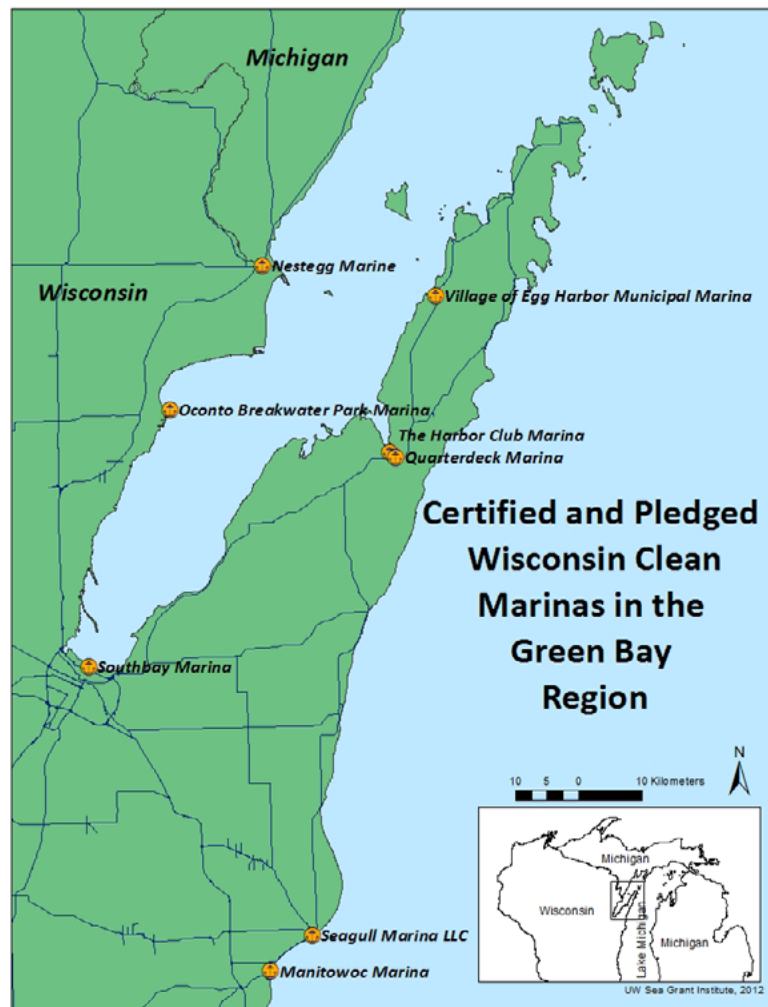 Michigan
Nestegg Marine
Wisconsin
Village of Egg Harbor Municipal Marina
Oconto Breakwater Park Marina
The Harbor Club Marina
Quarterdeck Marina
Certified and Pledged
Wisconsin Clean
Marinas in the
Green Bay
Region
Southbay Marina
N
10 5 0 10 Kilometers
Michigan
Wisconsin
Lake Michigan
Michigan
Seagull Marina LLC
Manitowoc Marina
UW Sea Grant Institute, 2012